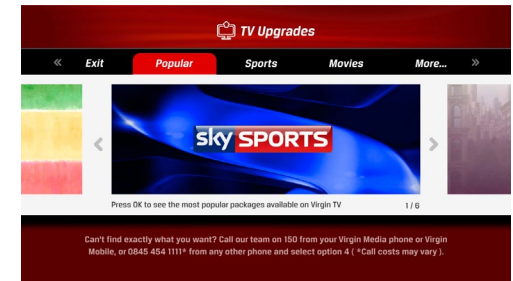 TV Upgrades
« Exit Popular Sports Movies More... »
sky SPORTS
Press OK to see the most popular packages available on Virgin TV 1 / 6
Can't find exactly what you want? Call our team on 150 from your Virgin Media phone or Virgin
Mobile, or 0845 454 1111* from any other phone and select option 4 ( *Call costs may vary ).